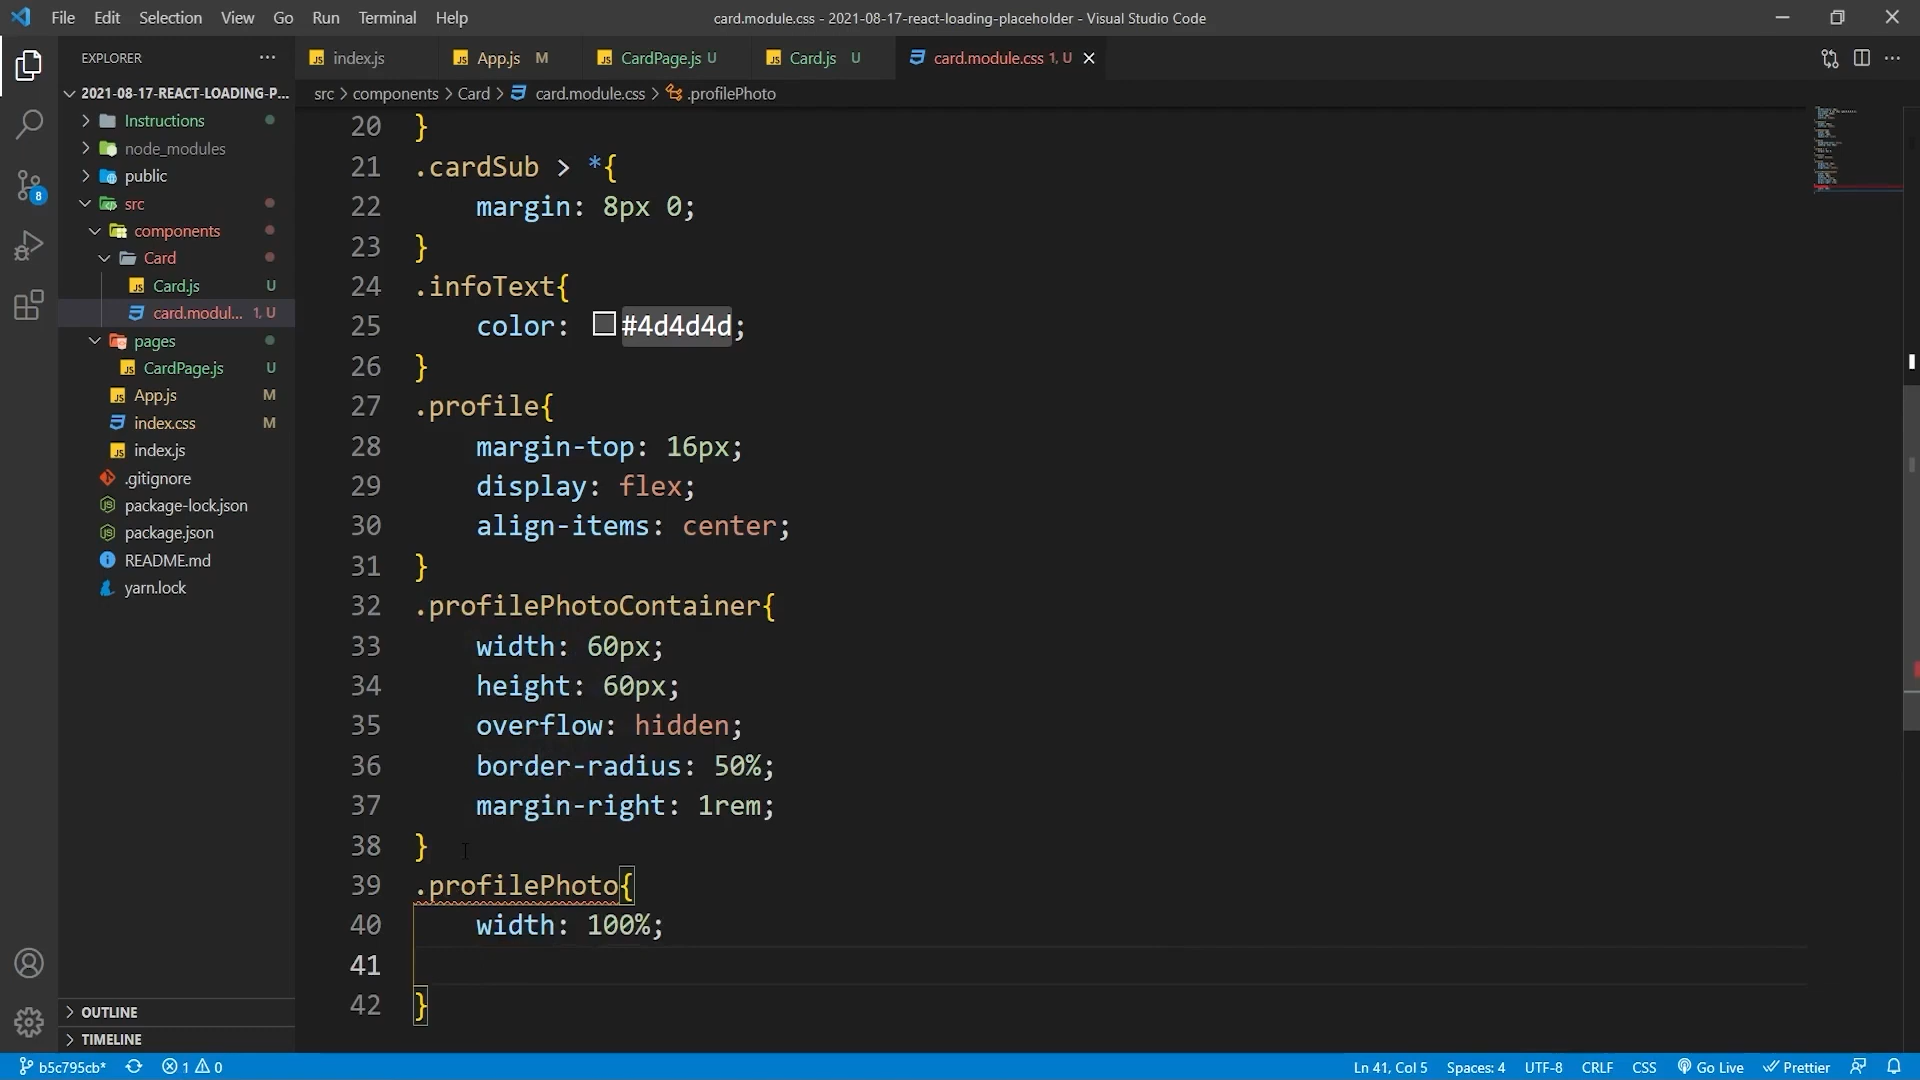 File Edit Selection View Go Run Terminal Help
card.module.css - 2021-08-17-react-loading-placeholder - Visual Studio Code
EXPLORER
index.js
App.js M
CardPage.js U
Card.js U
card.module.css 1, U
2021-08-17-REACT-LOADING-P...
src > components > Card > card.module.css > .profilePhoto
Instructions
node_modules
public
src
components
Card
Card.js U
card.modul... 1, U
pages
CardPage.js U
App.js M
index.css M
index.js
.gitignore
package-lock.json
package.json
README.md
yarn.lock
OUTLINE
TIMELINE
8
20 }
21 .cardSub > *{
22 margin: 8px 0;
23 }
24 .infoText{
25 color: #4d4d4d;
26 }
27 .profile{
28 margin-top: 16px;
29 display: flex;
30 align-items: center;
31 }
32 .profilePhotoContainer{
33 width: 60px;
34 height: 60px;
35 overflow: hidden;
36 border-radius: 50%;
37 margin-right: 1rem;
38 }
39 .profilePhoto{
40 width: 100%;
41
42 }
b5c795cb* 1 0
Ln 41, Col 5 Spaces: 4 UTF-8 CRLF CSS Go Live Prettier